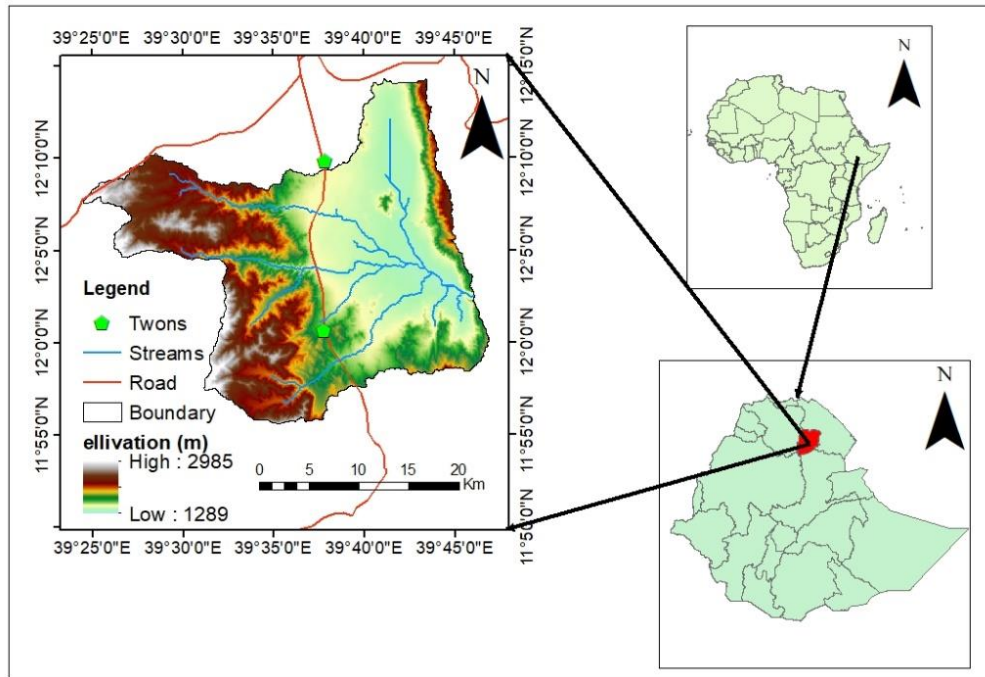 39°25'0"E 39°30'0"E 39°35'0"E 39°40'0"E 39°45'0"E
N
12°15'0"N
12°10'0"N
12°5'0"N
12°0'0"N
11°55'0"N
12°15'0"N
12°10'0"N
12°5'0"N
12°0'0"N
11°55'0"N
11°50'0"N
Legend
Twons
Streams
Road
Boundary
ellivation (m)
High : 2985
Low : 1289
0 5 10 15 20
Km
39°25'0"E 39°30'0"E 39°35'0"E 39°40'0"E 39°45'0"E
N
N